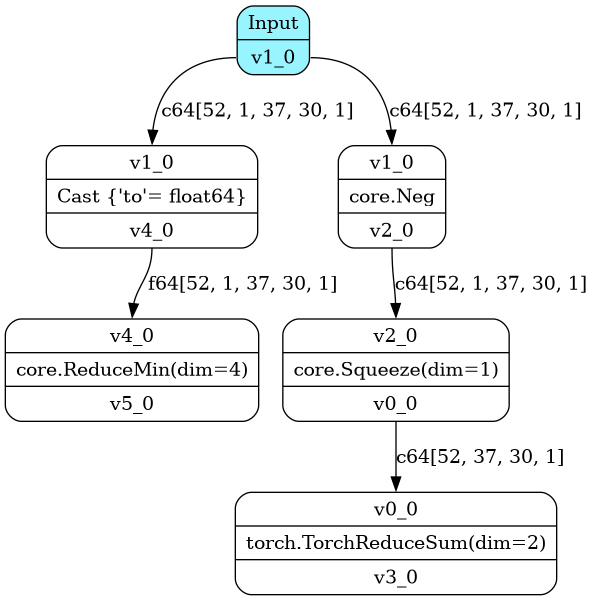 Input
v1_0
c64[52, 1, 37, 30, 1]
c64[52, 1, 37, 30, 1]
v1_0
Cast {'to'= float64}
v4_0
v1_0
core.Neg
v2_0
f64[52, 1, 37, 30, 1]
c64[52, 1, 37, 30, 1]
v4_0
core.ReduceMin(dim=4)
v5_0
v2_0
core.Squeeze(dim=1)
v0_0
c64[52, 37, 30, 1]
v0_0
torch.TorchReduceSum(dim=2)
v3_0